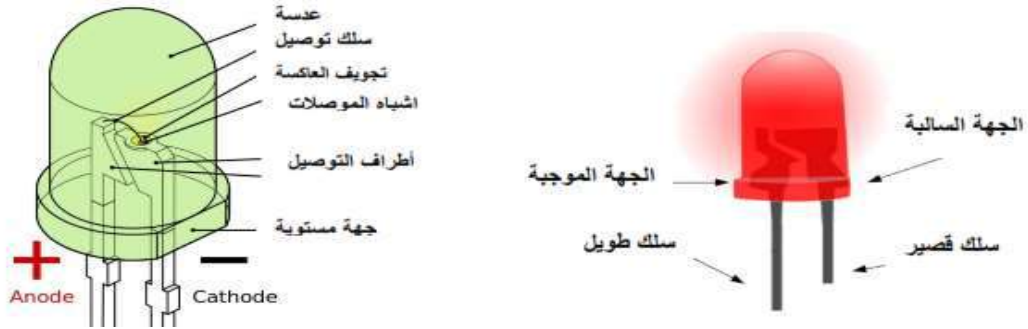 عدسة
سلك توصيل
تجويف العاكسة
اشباه الموصلات
أطراف التوصيل
جهة مستوية
+
−
Anode
Cathode
الجهة السالبة
الجهة الموجبة
سلك طويل
سلك قصير